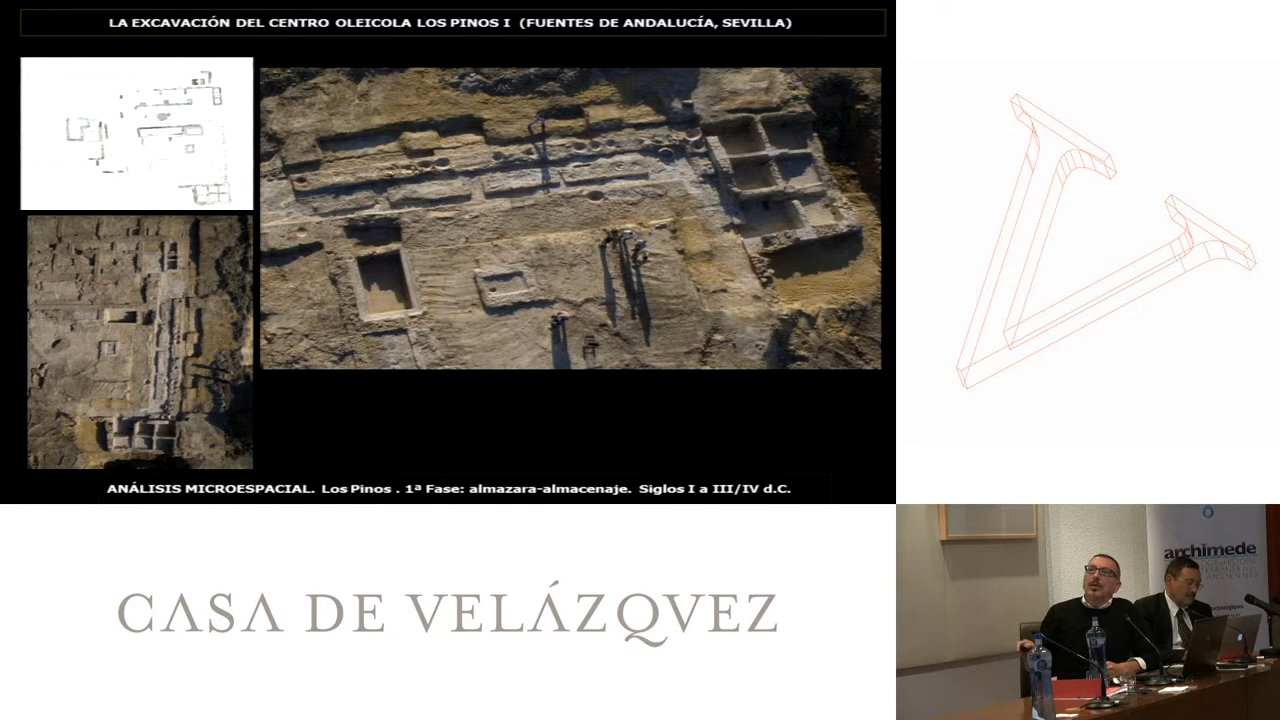 LA EXCAVACIÓN DEL CENTRO OLEICOLA LOS PINOS I (FUENTES DE ANDALUCÍA, SEVILLA)
ANÁLISIS MICROESPACIAL. Los Pinos . 1ª Fase: almazara-almacenaje. Siglos I a III/IV d.C.
CASA DE VELÁZQVEZ
archimede